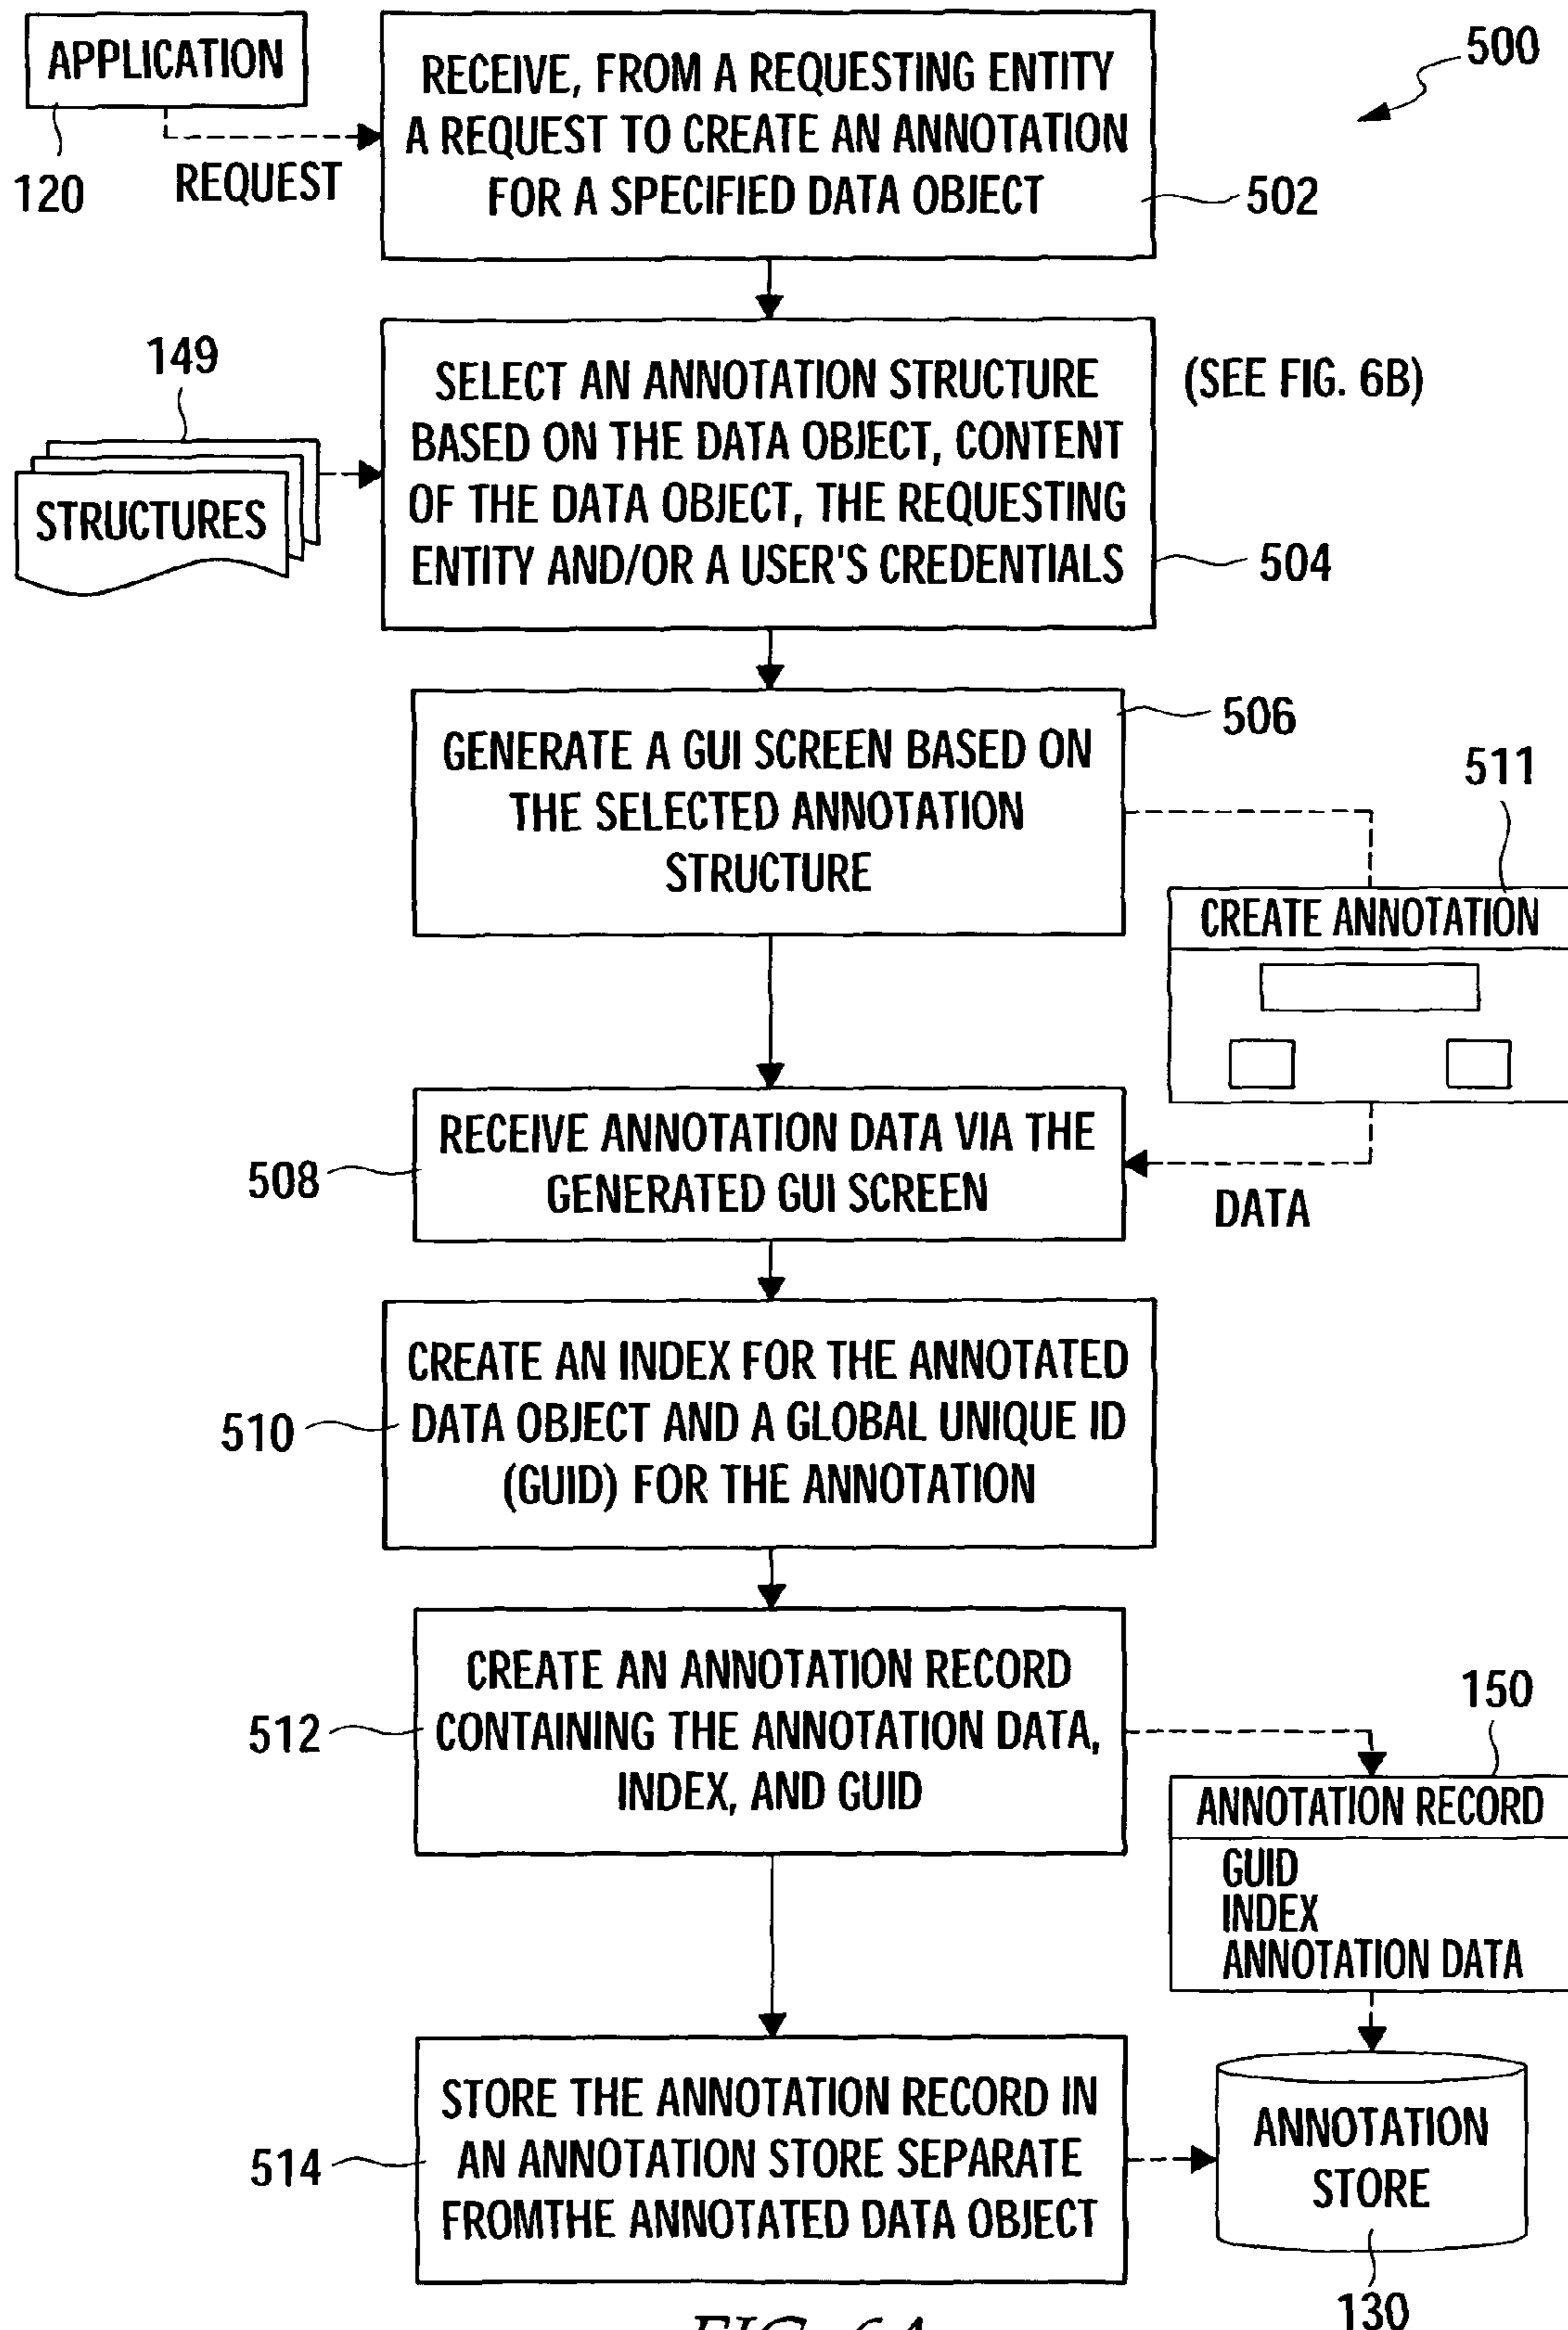 APPLICATION
120
REQUEST
RECEIVE, FROM A REQUESTING ENTITY
A REQUEST TO CREATE AN ANNOTATION
FOR A SPECIFIED DATA OBJECT
502
500
149
STRUCTURES
SELECT AN ANNOTATION STRUCTURE
BASED ON THE DATA OBJECT, CONTENT
OF THE DATA OBJECT, THE REQUESTING
ENTITY AND/OR A USER'S CREDENTIALS
(SEE FIG. 6B)
504
GENERATE A GUI SCREEN BASED ON
THE SELECTED ANNOTATION
STRUCTURE
506
511
CREATE ANNOTATION
508
RECEIVE ANNOTATION DATA VIA THE
GENERATED GUI SCREEN
DATA
510
CREATE AN INDEX FOR THE ANNOTATED
DATA OBJECT AND A GLOBAL UNIQUE ID
(GUID) FOR THE ANNOTATION
512
CREATE AN ANNOTATION RECORD
CONTAINING THE ANNOTATION DATA,
INDEX, AND GUID
150
ANNOTATION RECORD
GUID
INDEX
ANNOTATION DATA
514
STORE THE ANNOTATION RECORD IN
AN ANNOTATION STORE SEPARATE
FROMTHE ANNOTATED DATA OBJECT
ANNOTATION
STORE
130
FIG. 6A